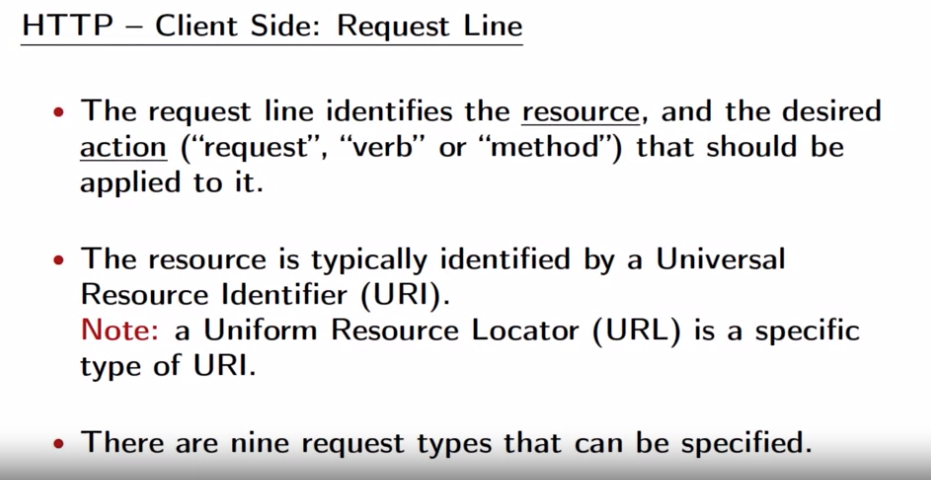 HTTP – Client Side: Request Line
• The request line identifies the resource, and the desired
action (“request”, “verb” or “method”) that should be
applied to it.
• The resource is typically identified by a Universal
Resource Identifier (URI).
Note: a Uniform Resource Locator (URL) is a specific
type of URI.
• There are nine request types that can be specified.